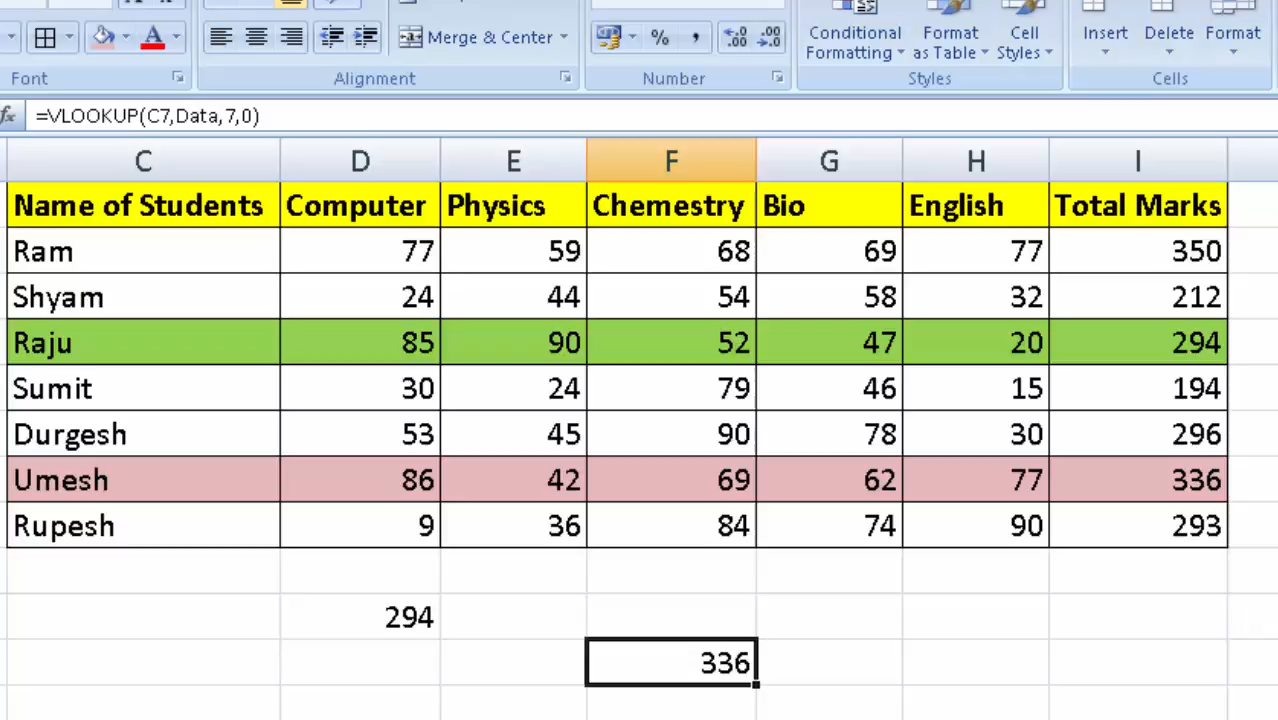 Merge & Center
%
,
Conditional Formatting
Format as Table
Cell Styles
Insert
Delete
Format
Font
Alignment
Number
Styles
Cells
fx =VLOOKUP(C7,Data,7,0)
C D E F G H I
Name of Students Computer Physics Chemestry Bio English Total Marks
Ram 77 59 68 69 77 350
Shyam 24 44 54 58 32 212
Raju 85 90 52 47 20 294
Sumit 30 24 79 46 15 194
Durgesh 53 45 90 78 30 296
Umesh 86 42 69 62 77 336
Rupesh 9 36 84 74 90 293
294
336